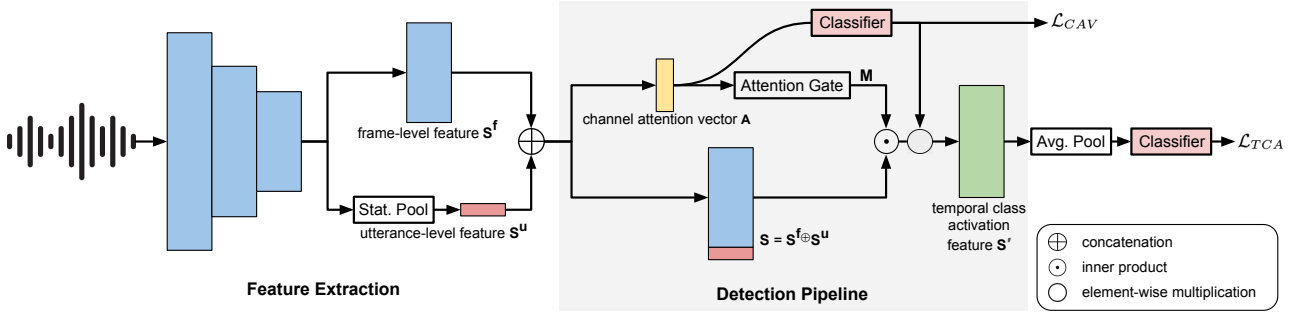 Classifier
ℒ_CAV
Attention Gate
M
channel attention vector A
frame-level feature S^f
Avg. Pool
Classifier
ℒ_TCA
Stat. Pool
utterance-level feature S^u
S = S^f⊕S^u
temporal class
activation
feature S'
concatenation
inner product
element-wise multiplication
Feature Extraction
Detection Pipeline